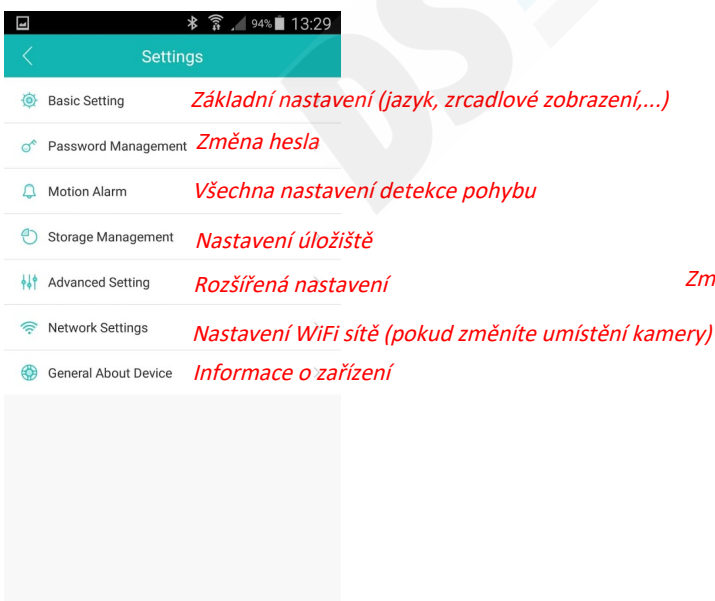 94% 13:29
Settings
Basic Setting Základní nastavení (jazyk, zrcadlové zobrazení,...)
Password Management Změna hesla
Motion Alarm Všechna nastavení detekce pohybu
Storage Management Nastavení úložiště
Advanced Setting Rozšířená nastavení Zm
Network Settings Nastavení WiFi sítě (pokud změníte umístění kamery)
General About Device Informace o zařízení